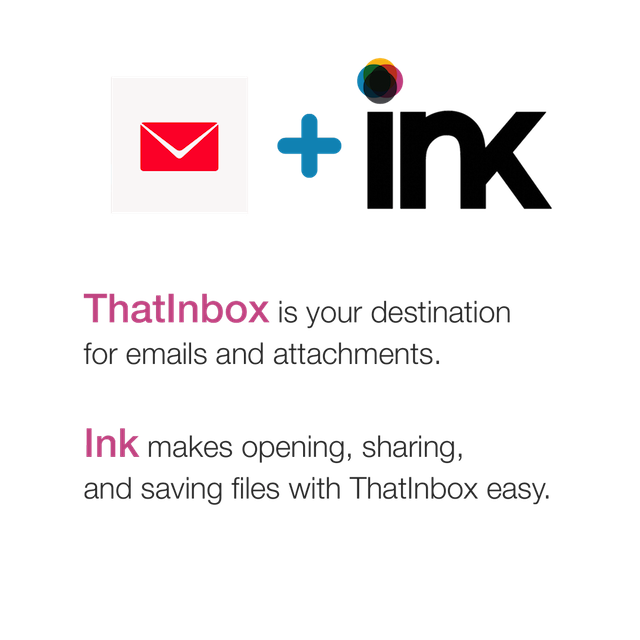 ink
ThatInbox is your destination
for emails and attachments.
Ink makes opening, sharing,
and saving files with ThatInbox easy.